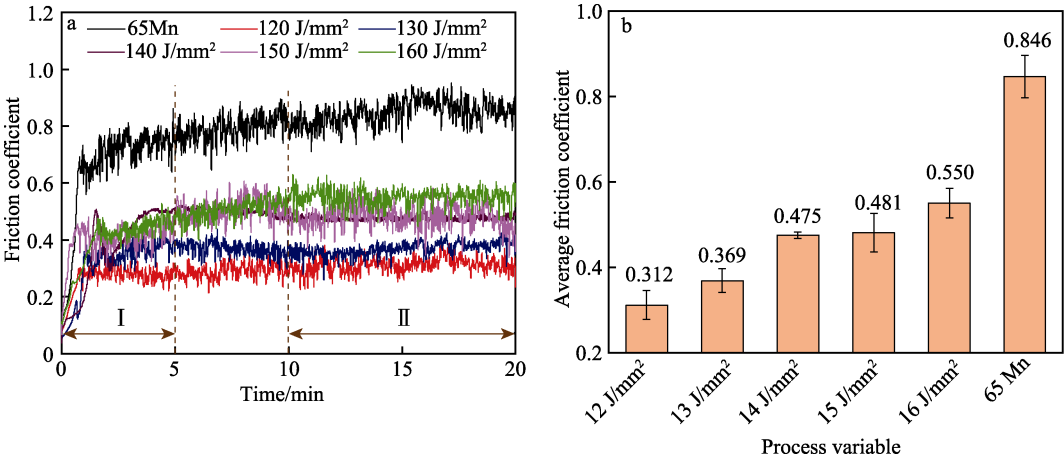 a
65Mn 120 J/mm² 130 J/mm²
140 J/mm² 150 J/mm² 160 J/mm²
Friction coefficient
1.2
1.0
0.8
0.6
0.4
0.2
0
I
II
0 5 10 15 20
Time/min
b
Average friction coefficient
1.0
0.8
0.6
0.4
0.2
0.312
0.369
0.475
0.481
0.550
0.846
12 J/mm²
13 J/mm²
14 J/mm²
15 J/mm²
16 J/mm²
65 Mn
Process variable